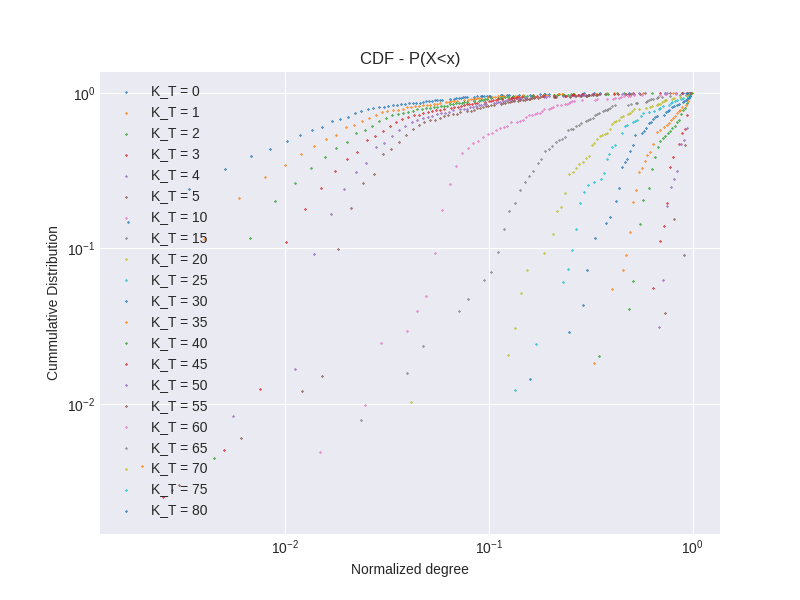 CDF - P(X<x)
10^0
10^-1
10^-2
Cummulative Distribution
K_T = 0
K_T = 1
K_T = 2
K_T = 3
K_T = 4
K_T = 5
K_T = 10
K_T = 15
K_T = 20
K_T = 25
K_T = 30
K_T = 35
K_T = 40
K_T = 45
K_T = 50
K_T = 55
K_T = 60
K_T = 65
K_T = 70
K_T = 75
K_T = 80
10^-2
10^-1
10^0
Normalized degree